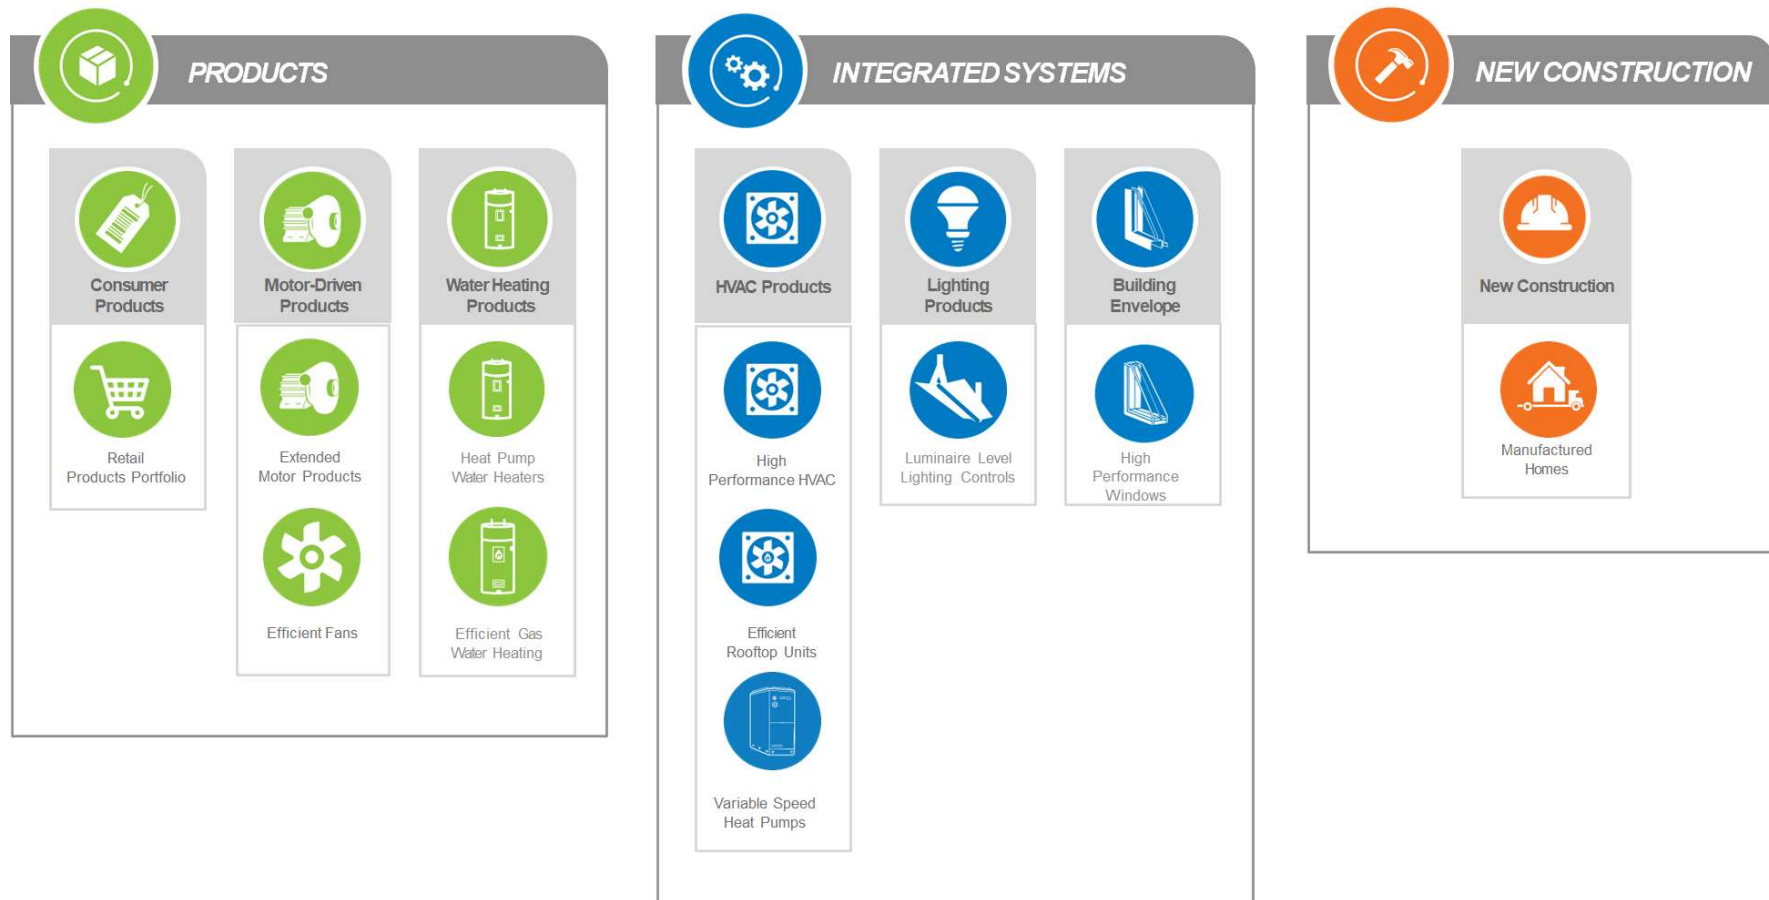 PRODUCTS
Consumer
Products
Retail
Products Portfolio
Motor-Driven
Products
Extended
Motor Products
Efficient Fans
Water Heating
Products
Heat Pump
Water Heaters
Efficient Gas
Water Heating
INTEGRATED SYSTEMS
HVAC Products
High
Performance HVAC
Efficient
Rooftop Units
Variable Speed
Heat Pumps
Lighting
Products
Luminaire Level
Lighting Controls
Building
Envelope
High
Performance
Windows
NEW CONSTRUCTION
New Construction
Manufactured
Homes